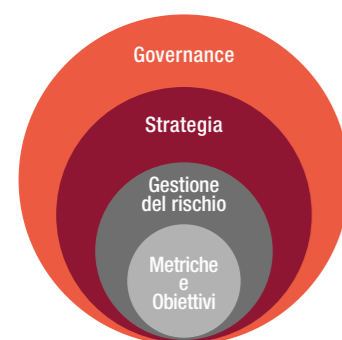 Governance
Strategia
Gestione
del rischio
Metriche
e
Obiettivi